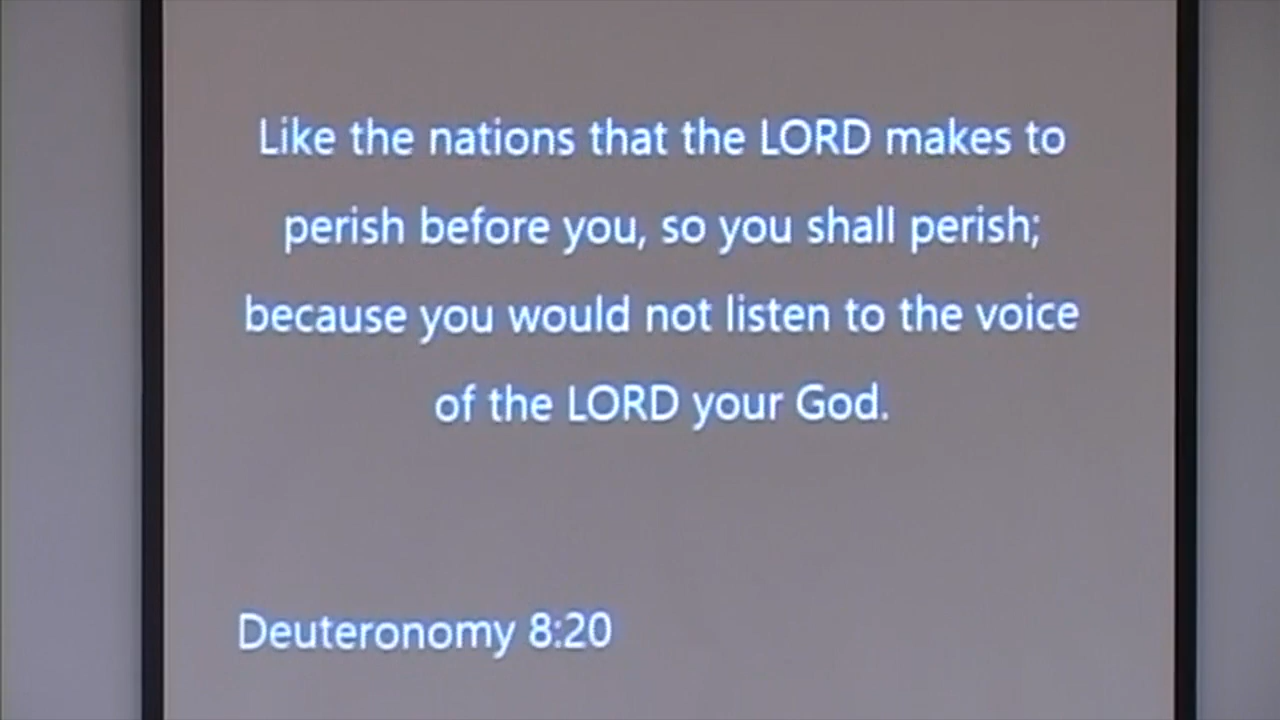 Like the nations that the LORD makes to
perish before you, so you shall perish;
because you would not listen to the voice
of the LORD your God.
Deuteronomy 8:20